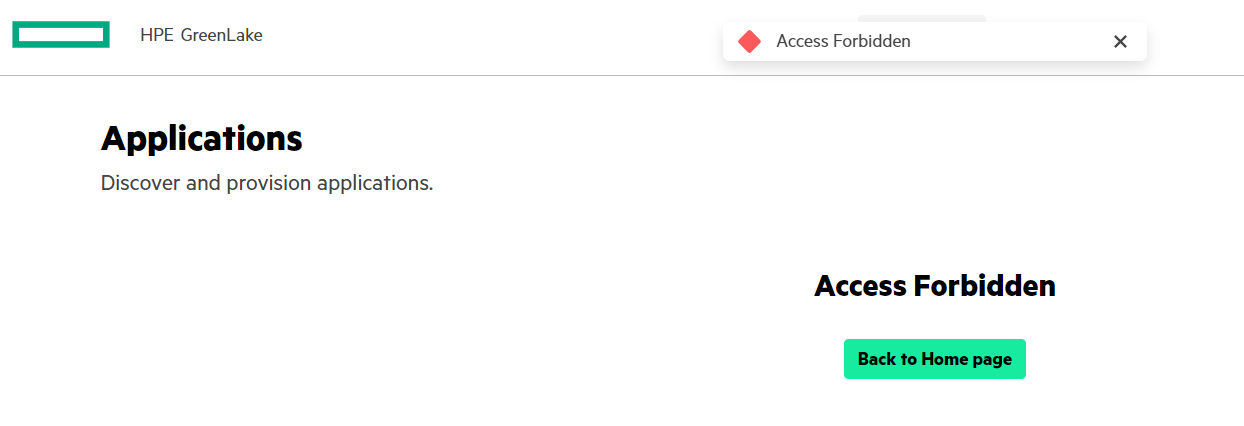 HPE GreenLake
Access Forbidden
Applications
Discover and provision applications.
Access Forbidden
Back to Home page